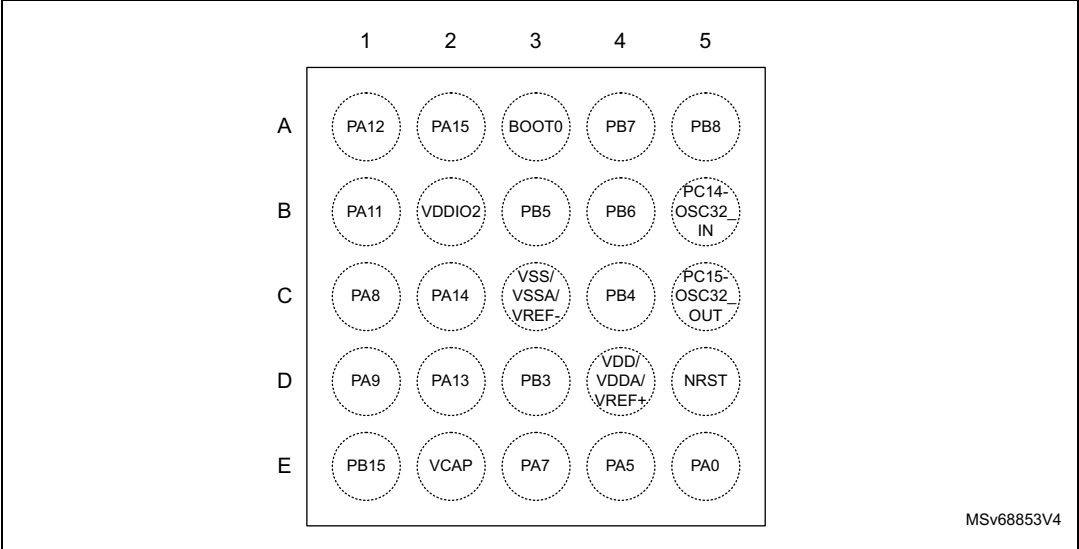 1 2 3 4 5
A PA12 PA15 BOOT0 PB7 PB8
B PA11 VDDIO2 PB5 PB6 PC14-
OSC32_
IN
C PA8 PA14 VSS/
VSSA/
VREF- PB4 PC15-
OSC32_
OUT
D PA9 PA13 PB3 VDD/
VDDA/
VREF+ NRST
E PB15 VCAP PA7 PA5 PA0
MSv68853V4